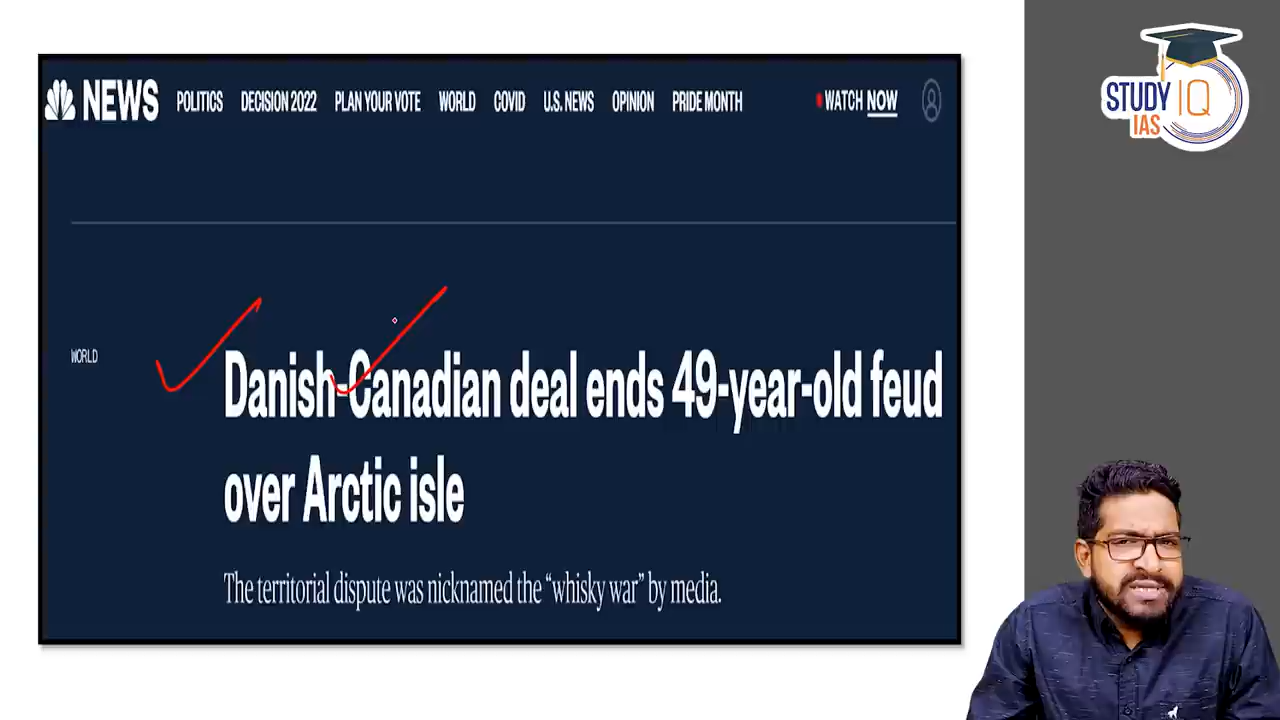 NEWS POLITICS DECISION 2022 PLAN YOUR VOTE WORLD COVID U.S. NEWS OPINION PRIDE MONTH WATCH NOW
STUDY IQ
IAS
WORLD
Danish-Canadian deal ends 49-year-old feud
over Arctic isle
The territorial dispute was nicknamed the “whisky war” by media.